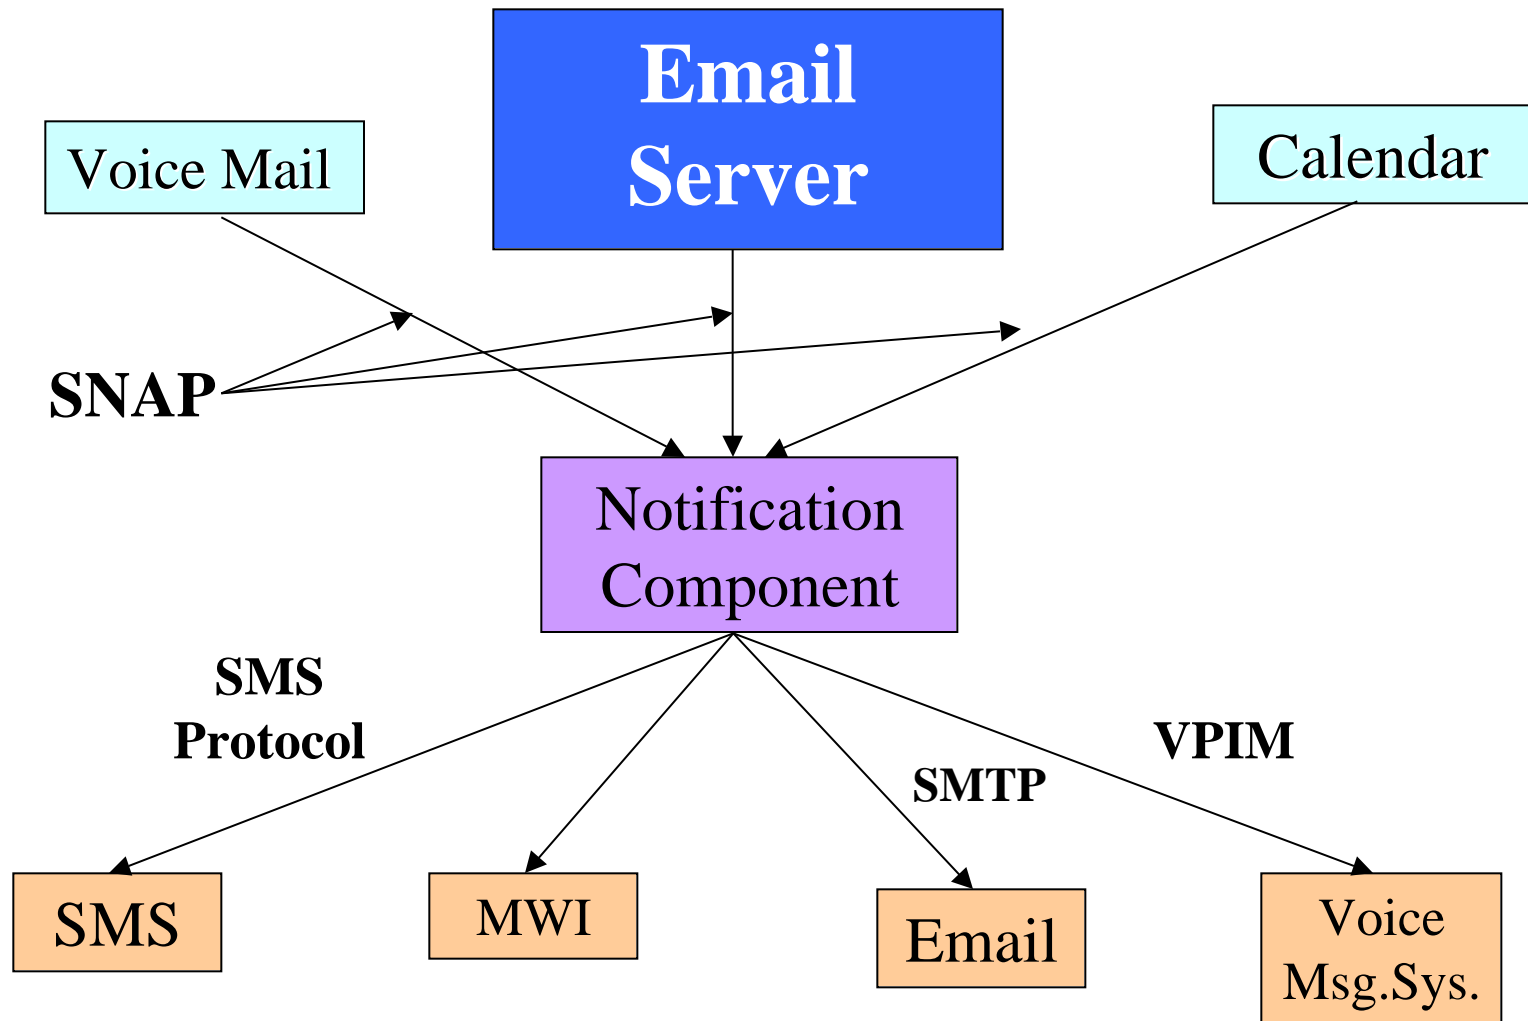 Email
Server
Voice Mail
Calendar
SNAP
Notification
Component
SMS
Protocol
VPIM
SMTP
SMS
MWI
Email
Voice
Msg.Sys.